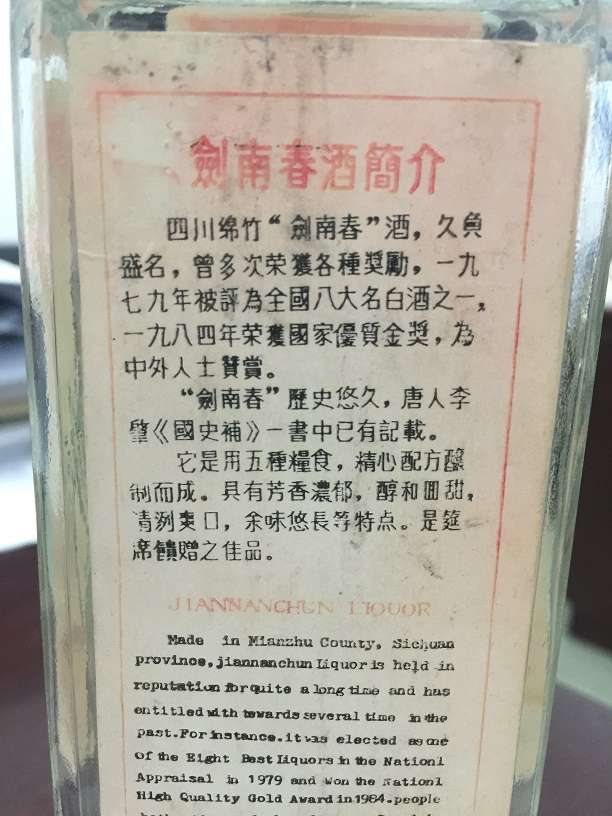 劍南春酒簡介
四川绵竹“劍南春”酒，久負
盛名，曾多次荣獲各種獎勵，一九
七九年被評為全國八大名白酒之一，
一九八四年荣獲國家優質金獎，為
中外人士贊賞。
“劍南春”歷史悠久，唐人李
肇《國史補》一書中已有記載。
它是用五種糧食，精心配方釀
制而成。具有芳香濃郁，醇和回甜，
清洌爽口，余味悠長等特点。是筵
席饋贈之佳品。
JIANNANCHUN LIQUOR
Made in Mianzhu County, Sichuan
province, jiannanchun Liquor is held in
reputation for quite a long time and has
entitled with tawards several time in the
past. For instance. it was elected as one
of the Eight Best Liquors in the Nationl
Appraisal in 1979 and won the Nationl
High Quality Gold Award in 1984. people